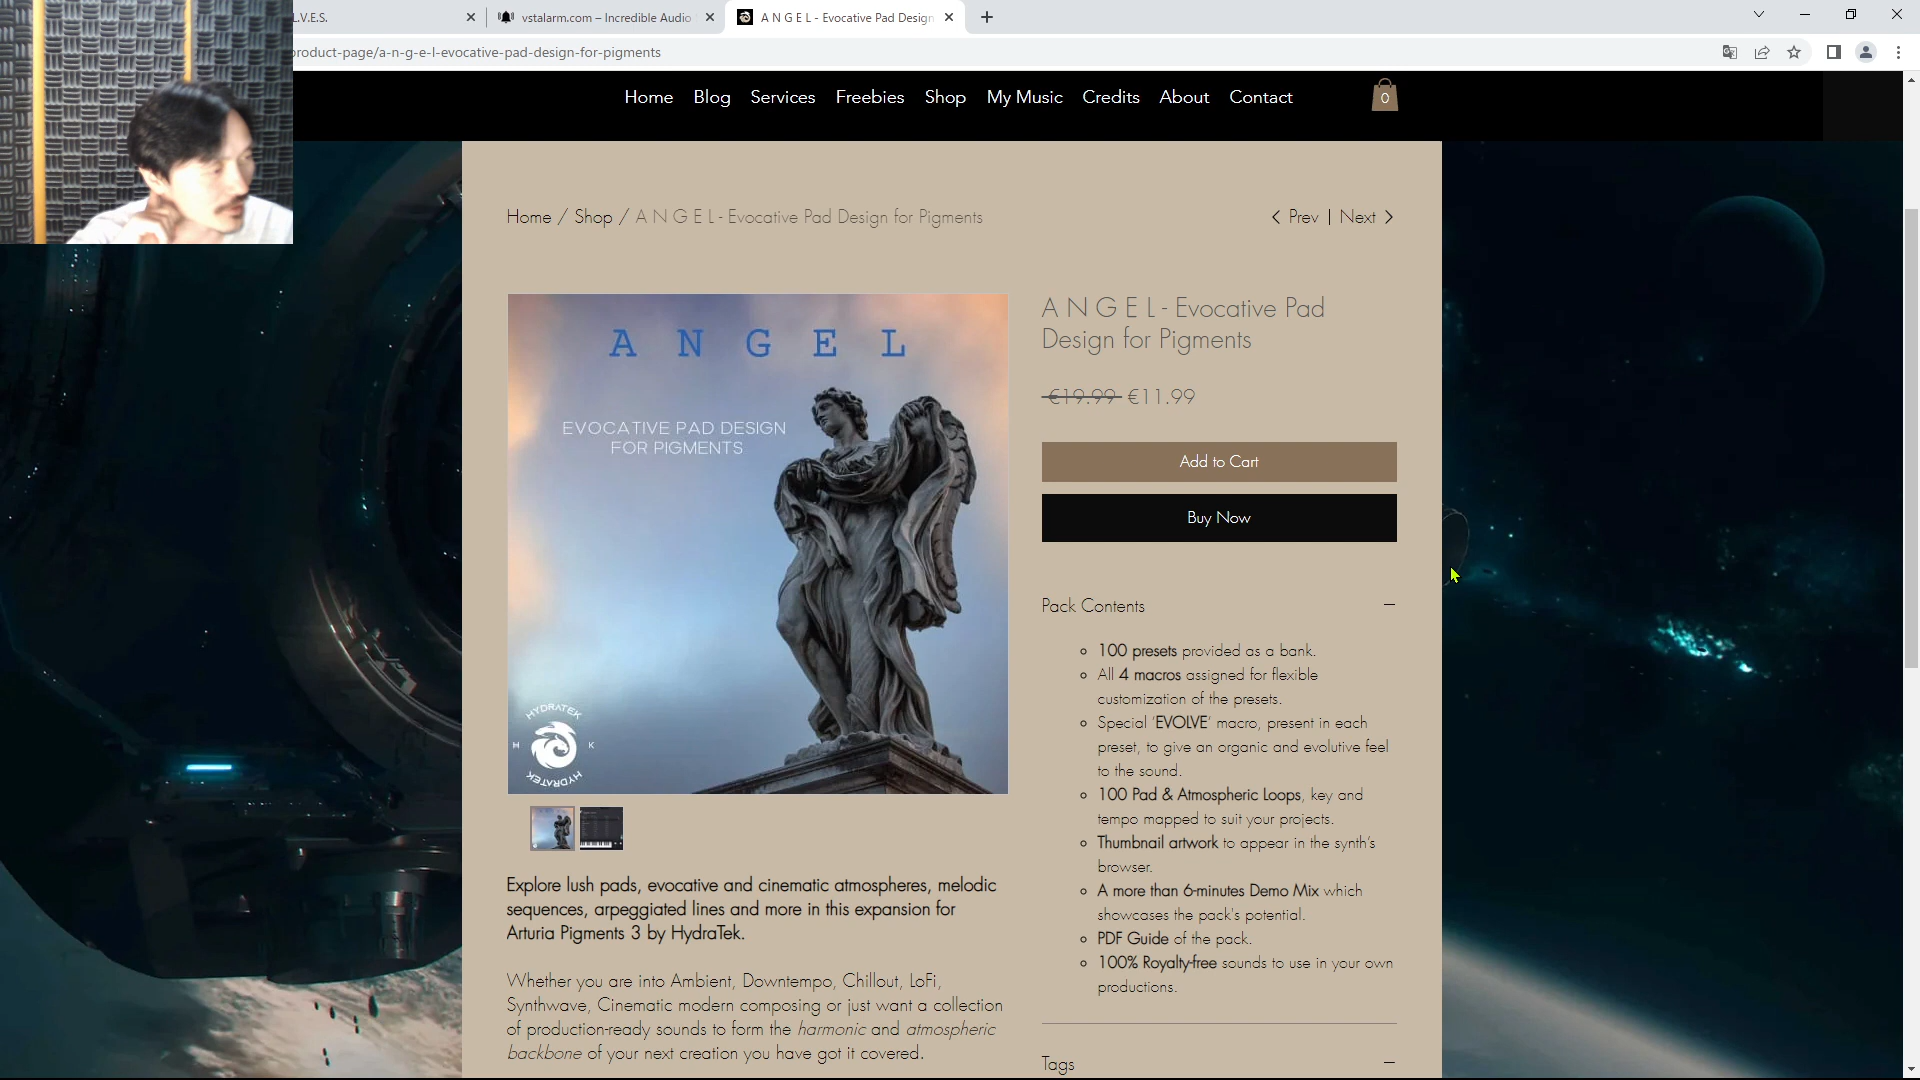 L.V.E.S.
vstalarm.com – Incredible Audio
A N G E L - Evocative Pad Design
product-page/a-n-g-e-l-evocative-pad-design-for-pigments
Home Blog Services Freebies Shop My Music Credits About Contact
0
Home / Shop / A N G E L - Evocative Pad Design for Pigments
Prev | Next
A N G E L
EVOCATIVE PAD DESIGN
FOR PIGMENTS
HYDRATEK
H K
HYDRATEK
A N G E L - Evocative Pad
Design for Pigments
€19.99 €11.99
Add to Cart
Buy Now
Pack Contents
100 presets provided as a bank.
All 4 macros assigned for flexible
customization of the presets.
Special ‘EVOLVE’ macro, present in each
preset, to give an organic and evolutive feel
to the sound.
100 Pad & Atmospheric Loops, key and
tempo mapped to suit your projects.
Thumbnail artwork to appear in the synth’s
browser.
A more than 6-minutes Demo Mix which
showcases the pack's potential.
PDF Guide of the pack.
100% Royalty-free sounds to use in your own
productions.
Tags
Explore lush pads, evocative and cinematic atmospheres, melodic
sequences, arpeggiated lines and more in this expansion for
Arturia Pigments 3 by HydraTek.
Whether you are into Ambient, Downtempo, Chillout, LoFi,
Synthwave, Cinematic modern composing or just want a collection
of production-ready sounds to form the harmonic and atmospheric
backbone of your next creation you have got it covered.